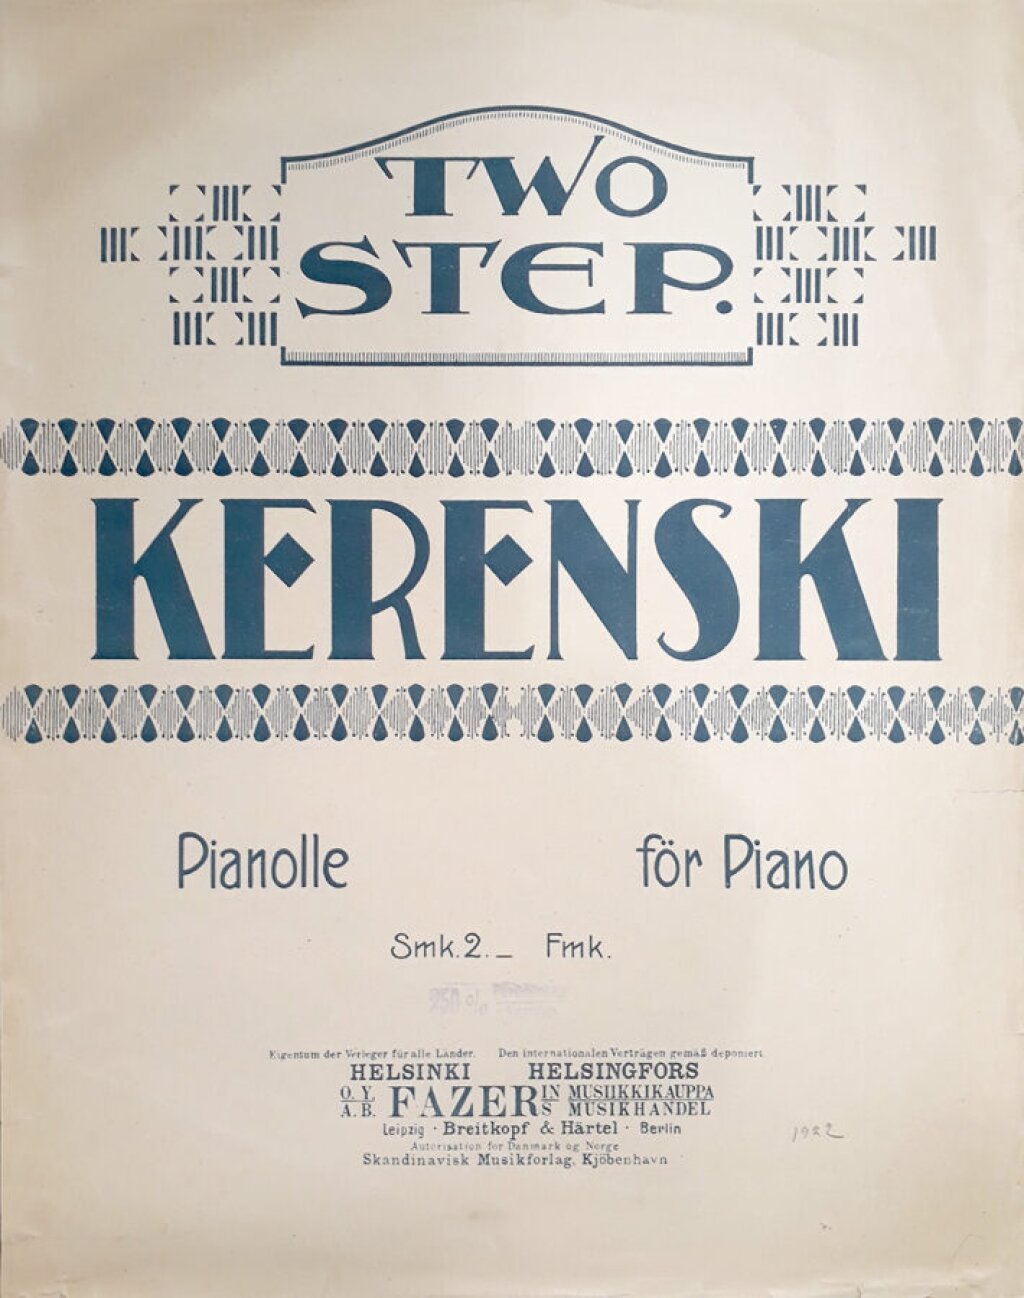 TWO
STEP.
KERENSKI
Pianolle för Piano
Smk. 2. _ Fmk.
250 %
Eigentum der Verleger für alle Länder. Den internationalen Verträgen gemäß deponiert.
HELSINKI HELSINGFORS
O. Y. A. B. FAZER IN S MUSIIKKIKAUPPA MUSIKHANDEL
Leipzig · Breitkopf & Härtel · Berlin
Autorisation for Danmark og Norge
Skandinavisk Musikforlag, Kjöbenhavn
1922